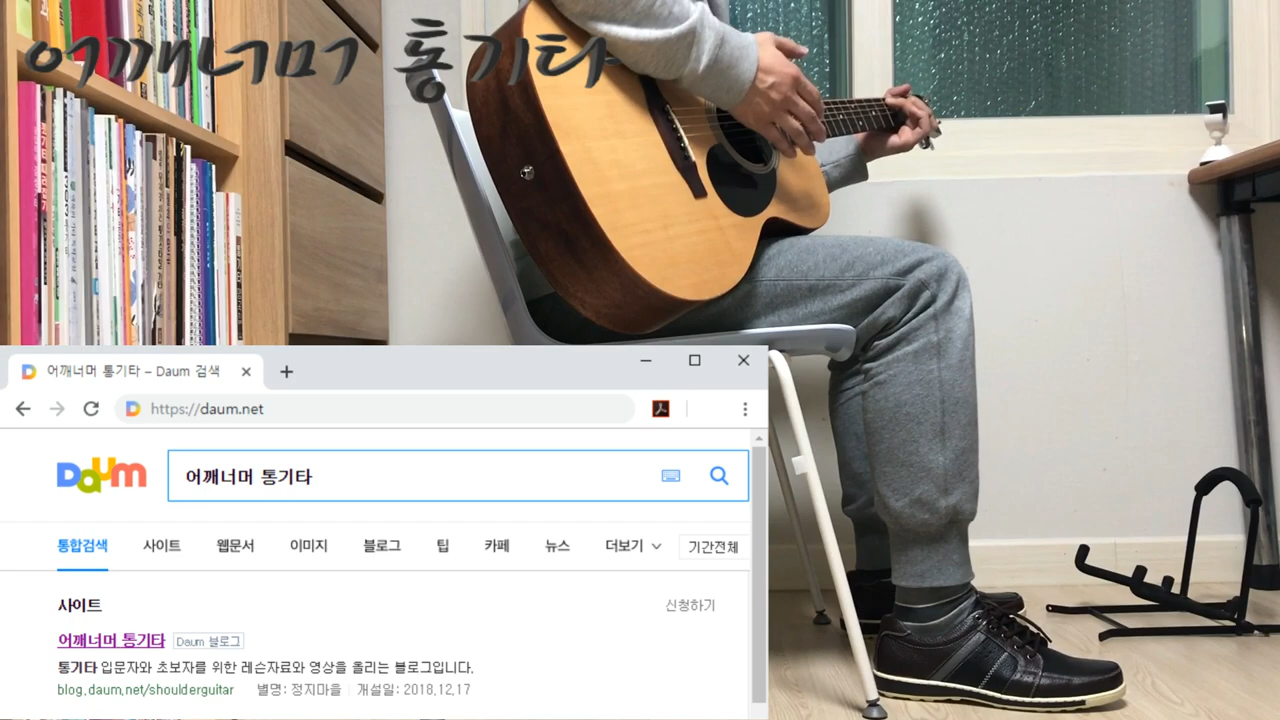 어깨너머 통기타
어깨너머 통기타 – Daum 검색
https://daum.net
Daum
어깨너머 통기타
통합검색 사이트 웹문서 이미지 블로그 팁 카페 뉴스 더보기 기간전체
사이트 신청하기
어깨너머 통기타 Daum 블로그
통기타 입문자와 초보자를 위한 레슨자료와 영상을 올리는 블로그입니다.
blog.daum.net/shoulderguitar 별명: 정지마을 개설일: 2018.12.17